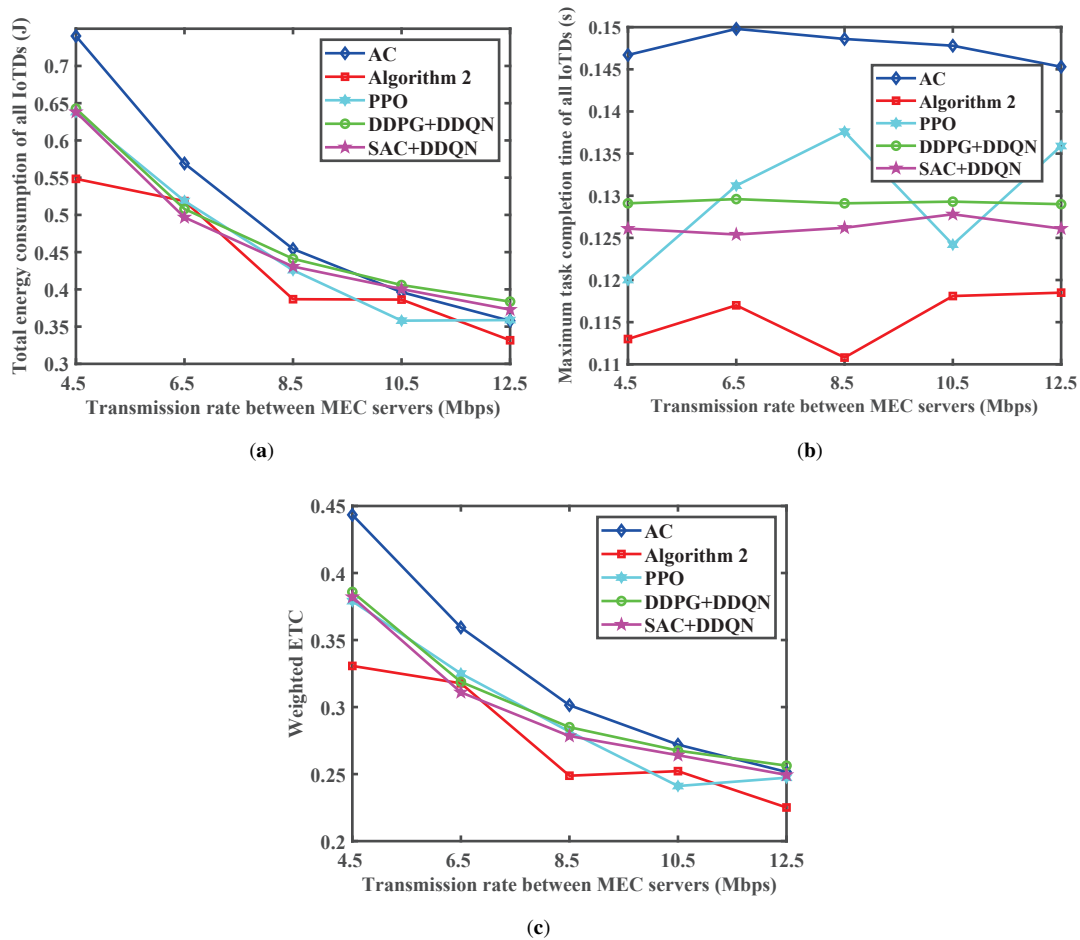 Total energy consumption of all IoTDs (J)
0.7
0.65
0.6
0.55
0.5
0.45
0.4
0.35
0.3
4.5
6.5
8.5
10.5
12.5
Transmission rate between MEC servers (Mbps)
AC
Algorithm 2
PPO
DDPG+DDQN
SAC+DDQN
(a)
Maximum task completion time of all IoTDs (s)
0.15
0.145
0.14
0.135
0.13
0.125
0.12
0.115
0.11
4.5
6.5
8.5
10.5
12.5
Transmission rate between MEC servers (Mbps)
AC
Algorithm 2
PPO
DDPG+DDQN
SAC+DDQN
(b)
Weighted ETC
0.45
0.4
0.35
0.3
0.25
0.2
4.5
6.5
8.5
10.5
12.5
Transmission rate between MEC servers (Mbps)
AC
Algorithm 2
PPO
DDPG+DDQN
SAC+DDQN
(c)